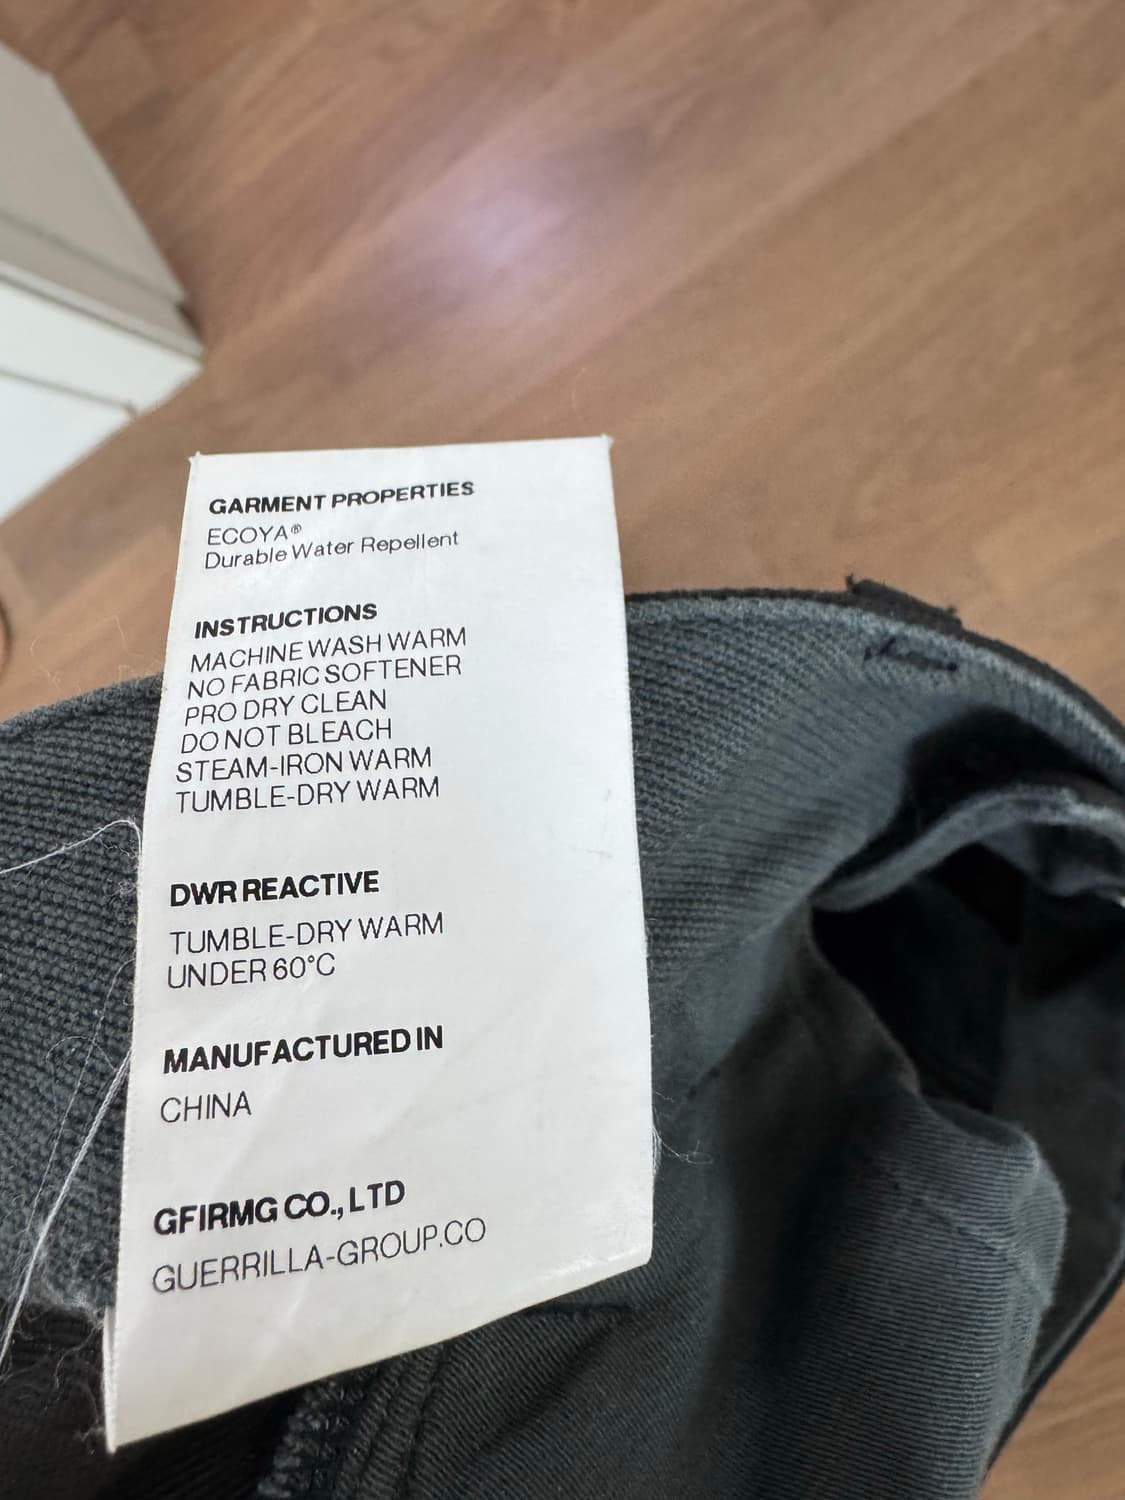 GARMENT PROPERTIES
ECOYA®
Durable Water Repellent
INSTRUCTIONS
MACHINE WASH WARM
NO FABRIC SOFTENER
PRO DRY CLEAN
DO NOT BLEACH
STEAM-IRON WARM
TUMBLE-DRY WARM
DWR REACTIVE
TUMBLE-DRY WARM
UNDER 60°C
MANUFACTURED IN
CHINA
GFIRMG CO., LTD
GUERRILLA-GROUP.CO